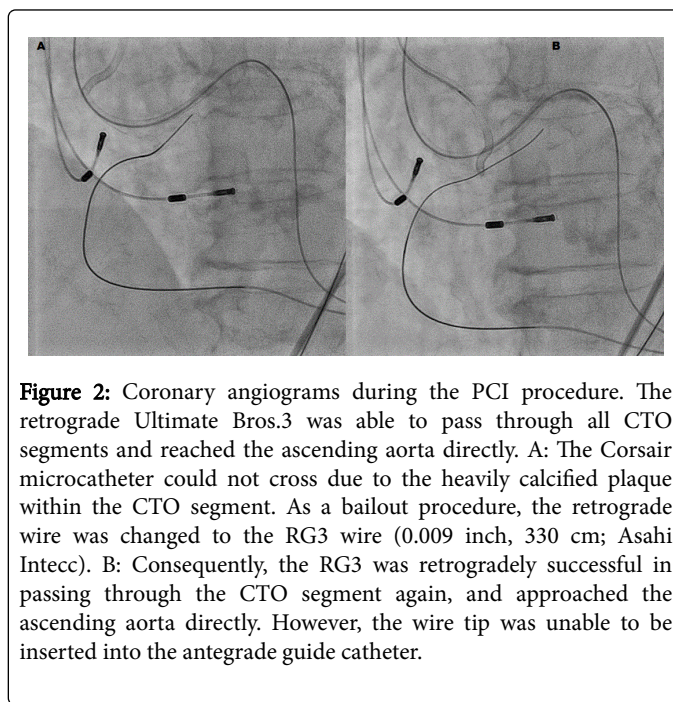 A
B
Figure 2: Coronary angiograms during the PCI procedure. The
retrograde Ultimate Bros.3 was able to pass through all CTO
segments and reached the ascending aorta directly. A: The Corsair
microcatheter could not cross due to the heavily calcified plaque
within the CTO segment. As a bailout procedure, the retrograde
wire was changed to the RG3 wire (0.009 inch, 330 cm; Asahi
Intecc). B: Consequently, the RG3 was retrogradely successful in
passing through the CTO segment again, and approached the
ascending aorta directly. However, the wire tip was unable to be
inserted into the antegrade guide catheter.